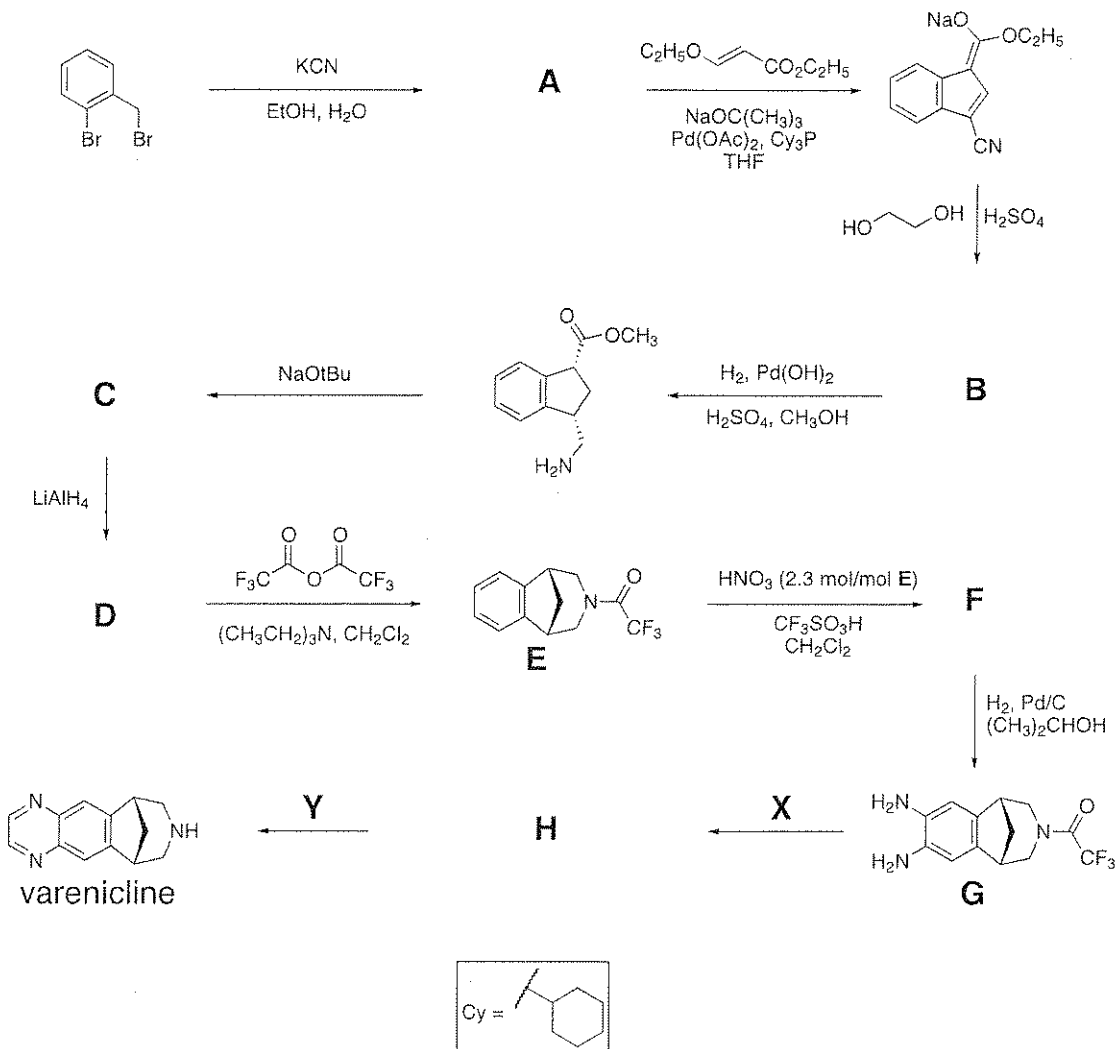 Br
Br
KCN
EtOH, H₂O
A
C₂H₅O
CO₂C₂H₅
NaOC(CH₃)₃
Pd(OAc)₂, Cy₃P
THF
NaO
OC₂H₅
CN
HO
OH
H₂SO₄
C
NaOtBu
O
OCH₃
H₂N
H₂, Pd(OH)₂
H₂SO₄, CH₃OH
B
LiAlH₄
D
O
O
F₃C
O
CF₃
(CH₃CH₂)₃N, CH₂Cl₂
N
O
CF₃
E
HNO₃ (2.3 mol/mol E)
CF₃SO₃H
CH₂Cl₂
F
H₂, Pd/C
(CH₃)₂CHOH
N
N
NH
varenicline
Y
H
X
H₂N
H₂N
N
O
CF₃
G
Cy =